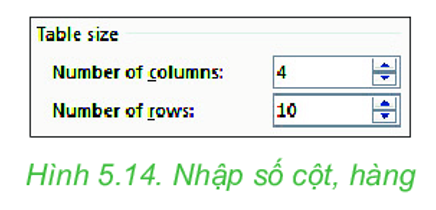 Table size
Number of columns: 4
Number of rows: 10
Hình 5.14. Nhập số cột, hàng